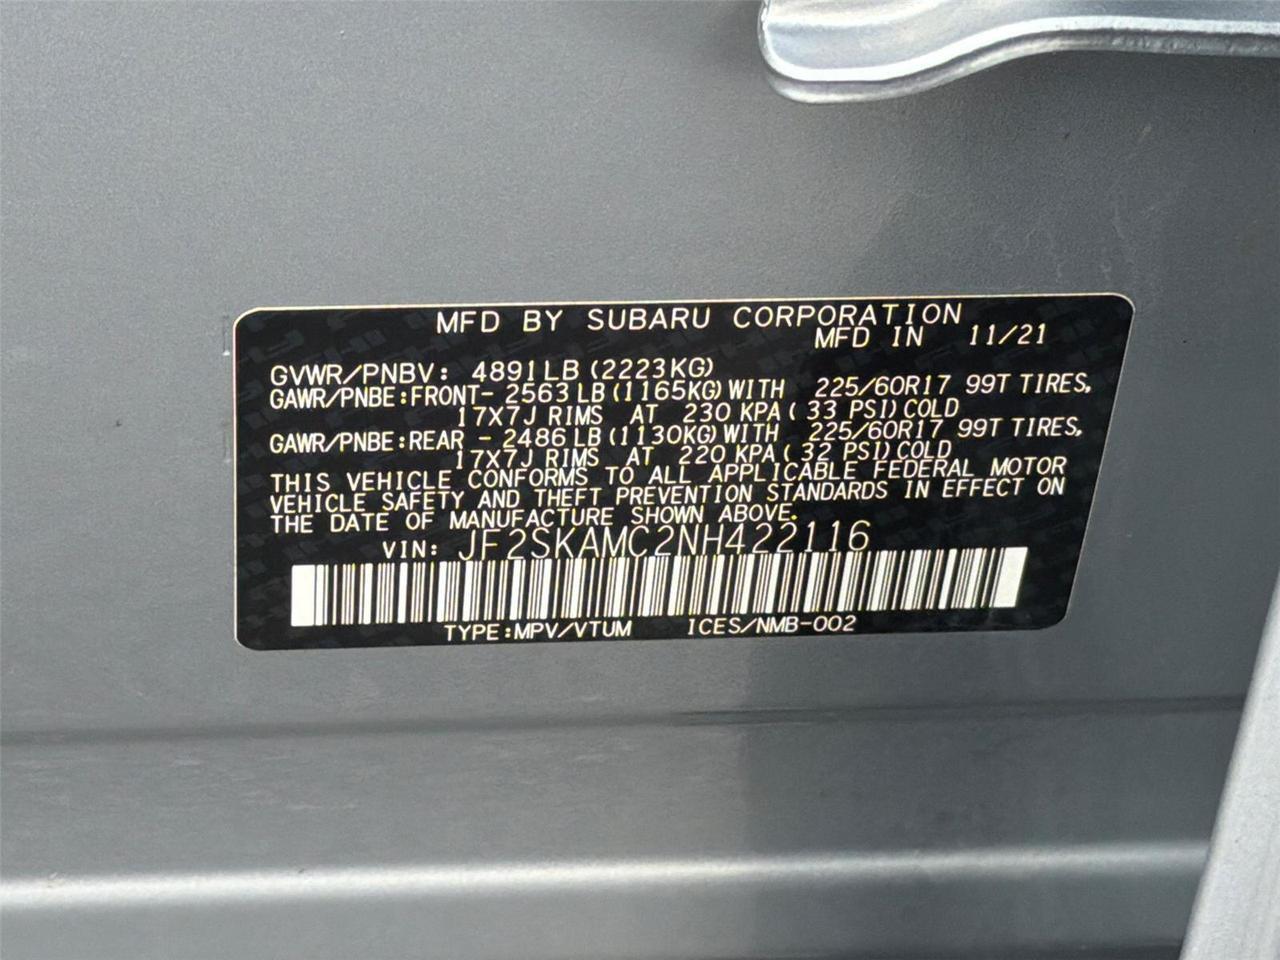 MFD BY SUBARU CORPORATION
MFD IN 11/21
GVWR/PNBV: 4891LB (2223KG)
GAWR/PNBE:FRONT- 2563LB (1165KG) WITH 225/60R17 99T TIRES,
17X7J RIMS AT 230 KPA ( 33 PSI) COLD
GAWR/PNBE:REAR - 2486LB (1130KG) WITH 225/60R17 99T TIRES,
17X7J RIMS AT 220 KPA ( 32 PSI) COLD
THIS VEHICLE CONFORMS TO ALL APPLICABLE FEDERAL MOTOR
VEHICLE SAFETY AND THEFT PREVENTION STANDARDS IN EFFECT ON
THE DATE OF MANUFACTURE SHOWN ABOVE.
VIN: JF2SKAMC2NH422116
TYPE:MPV/VTUM ICES/NMB-002